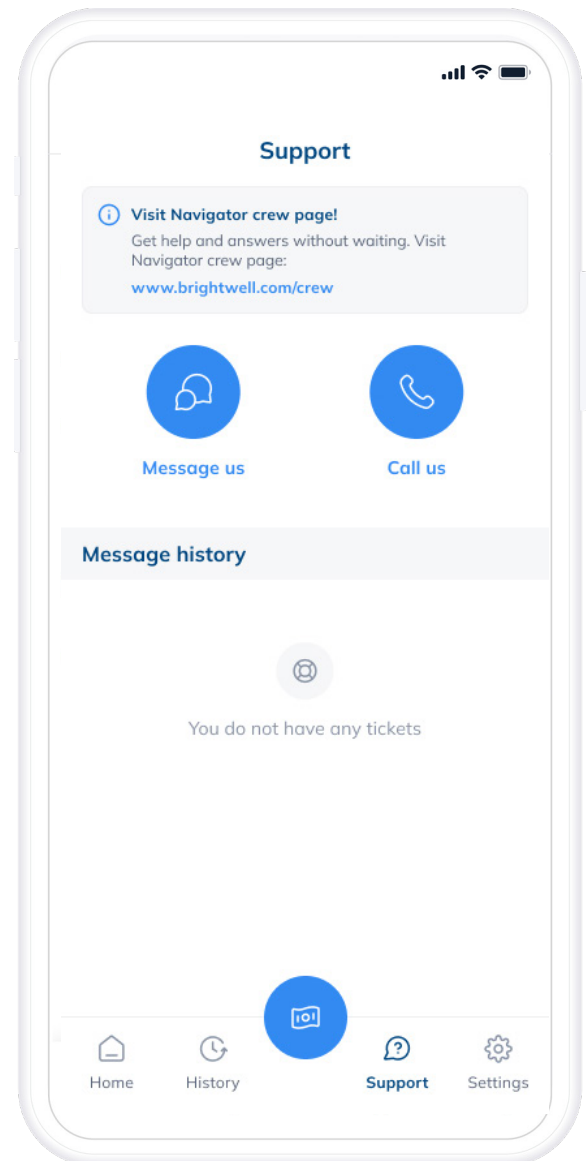 Support
Visit Navigator crew page!
Get help and answers without waiting. Visit
Navigator crew page:
www.brightwell.com/crew
Message us
Call us
Message history
You do not have any tickets
Home
History
Support
Settings